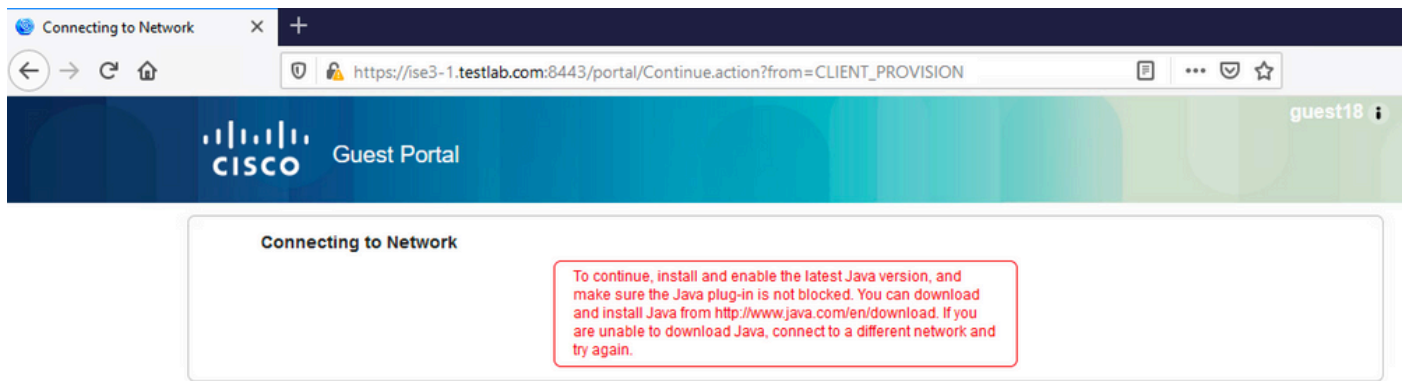 Connecting to Network
https://ise3-1.testlab.com:8443/portal/Continue.action?from=CLIENT_PROVISION
guest18
CISCO Guest Portal
Connecting to Network
To continue, install and enable the latest Java version, and
make sure the Java plug-in is not blocked. You can download
and install Java from http://www.java.com/en/download. If you
are unable to download Java, connect to a different network and
try again.